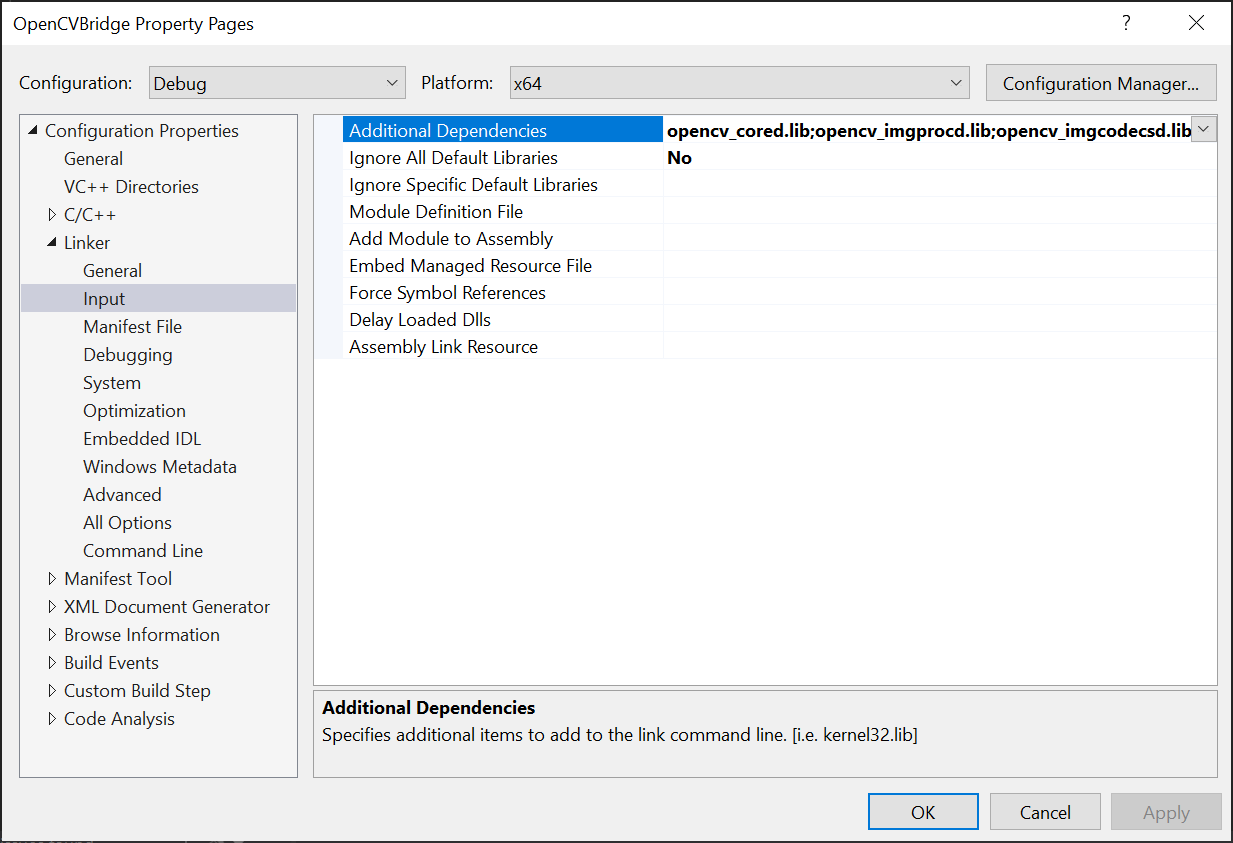 OpenCVBridge Property Pages ?
Configuration: Debug Platform: x64 Configuration Manager...
Configuration Properties
General
VC++ Directories
C/C++
Linker
General
Input
Manifest File
Debugging
System
Optimization
Embedded IDL
Windows Metadata
Advanced
All Options
Command Line
Manifest Tool
XML Document Generator
Browse Information
Build Events
Custom Build Step
Code Analysis
Additional Dependencies opencv_cored.lib;opencv_imgprocd.lib;opencv_imgcodecsd.lib
Ignore All Default Libraries No
Ignore Specific Default Libraries
Module Definition File
Add Module to Assembly
Embed Managed Resource File
Force Symbol References
Delay Loaded Dlls
Assembly Link Resource
Additional Dependencies
Specifies additional items to add to the link command line. [i.e. kernel32.lib]
OK Cancel Apply